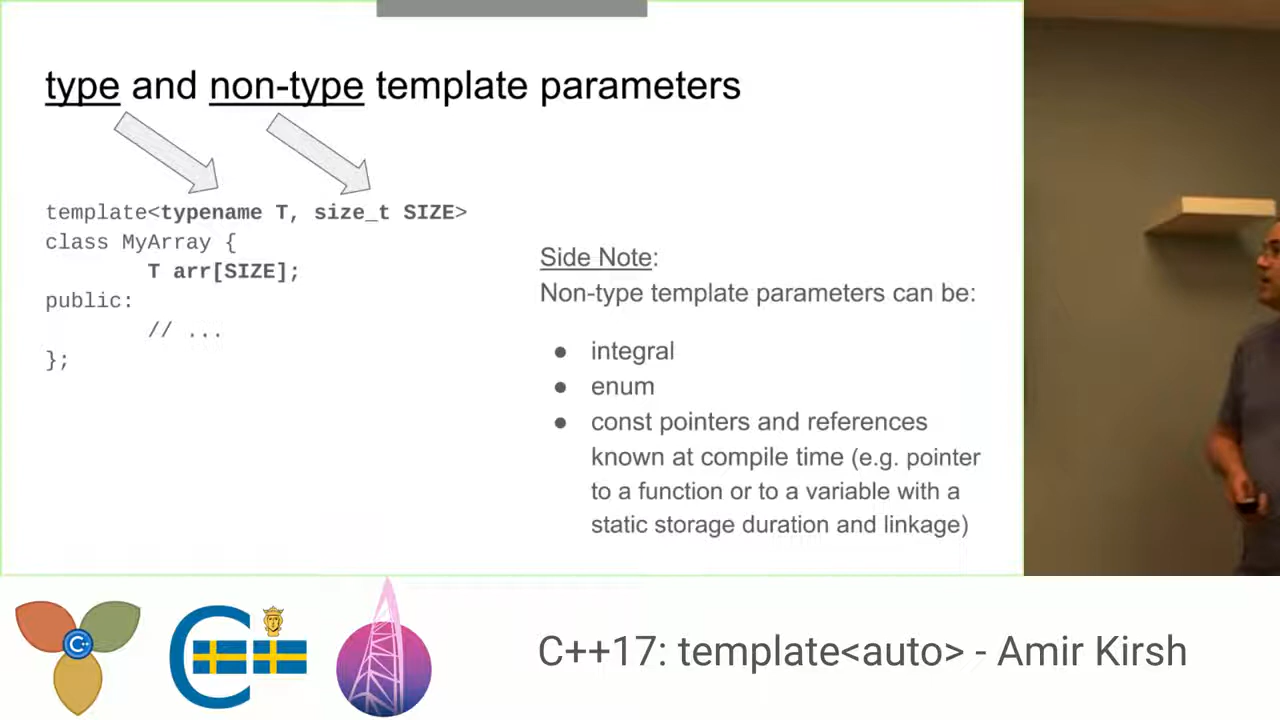 type and non-type template parameters
template<typename T, size_t SIZE>
class MyArray {
T arr[SIZE];
public:
// ...
};
Side Note:
Non-type template parameters can be:
● integral
● enum
● const pointers and references
known at compile time (e.g. pointer
to a function or to a variable with a
static storage duration and linkage)
C++
C++
C++17: template<auto> - Amir Kirsh